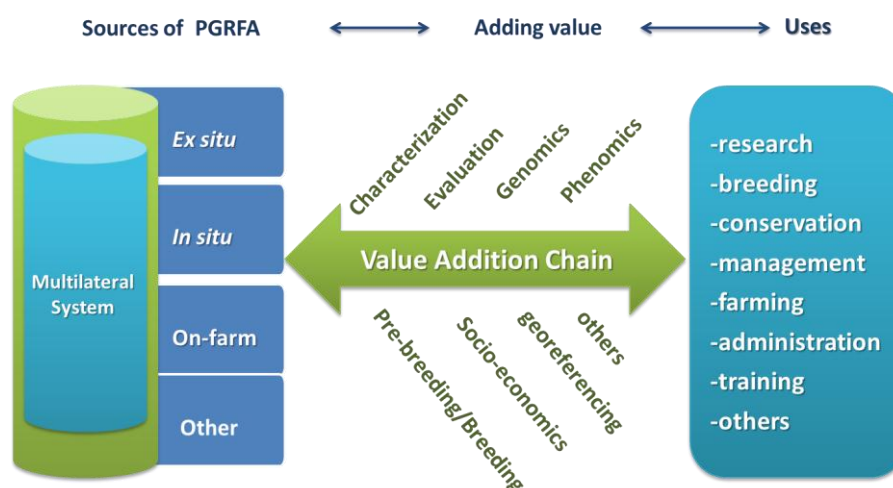 Sources of PGRFA
Adding value
Uses
Ex situ
In situ
On-farm
Other
Multilateral
System
Characterization
Evaluation
Genomics
Phenomics
Value Addition Chain
Pre-breeding/Breeding
Socio-economics
georeferencing
others
-research
-breeding
-conservation
-management
-farming
-administration
-training
-others